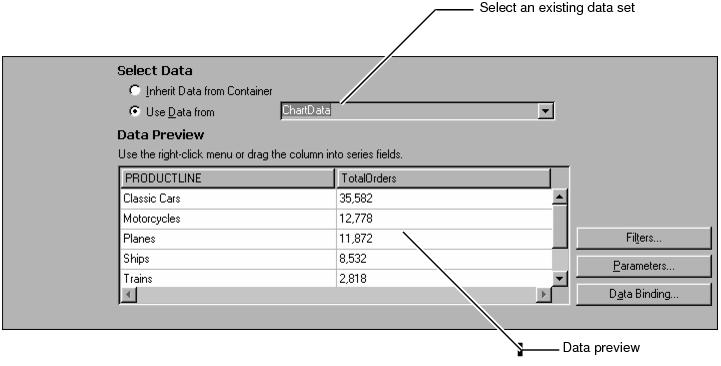 Select an existing data set
Select Data
Inherit Data from Container
Use Data from ChartData
Data Preview
Use the right-click menu or drag the column into series fields.
PRODUCTLINE TotalOrders
Classic Cars 35,582
Motorcycles 12,778
Planes 11,872
Filters...
Ships 8,532
Parameters...
Trains 2,818
Data Binding...
Data preview